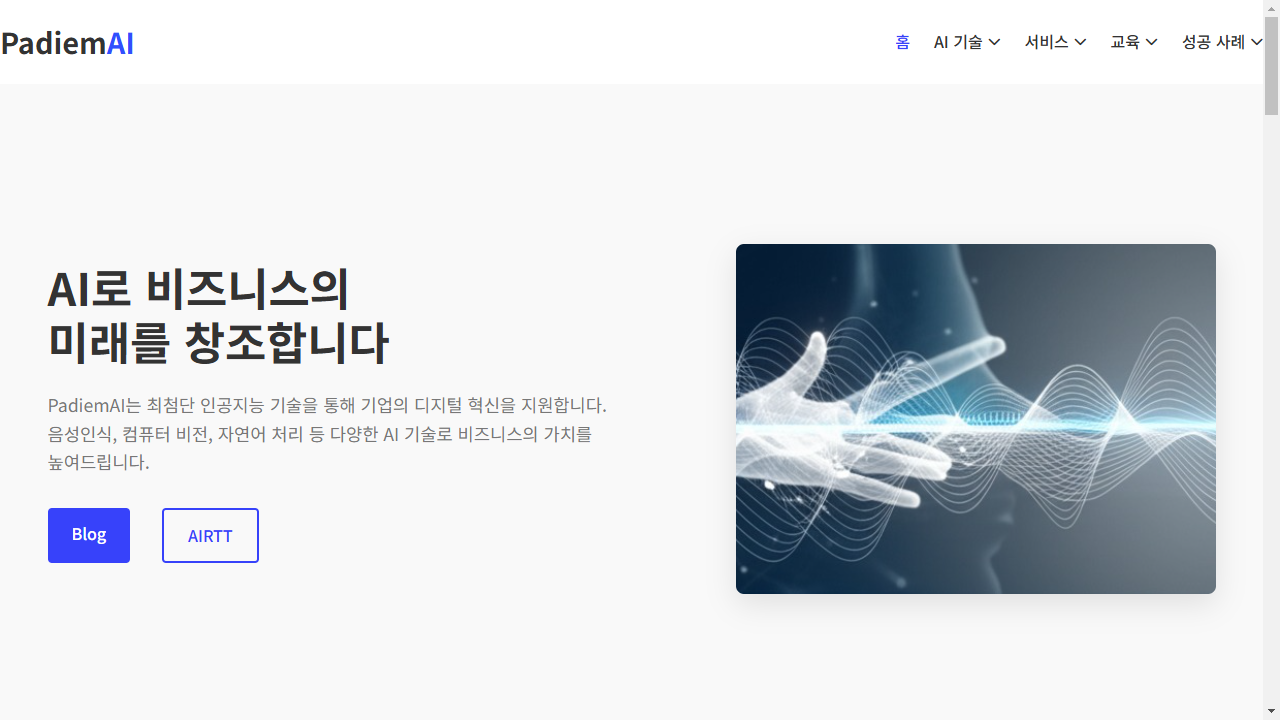 PadiemAI
홈 AI 기술 서비스 교육 성공 사례
AI로 비즈니스의
미래를 창조합니다
PadiemAI는 최첨단 인공지능 기술을 통해 기업의 디지털 혁신을 지원합니다.
음성인식, 컴퓨터 비전, 자연어 처리 등 다양한 AI 기술로 비즈니스의 가치를
높여드립니다.
Blog AIRTT